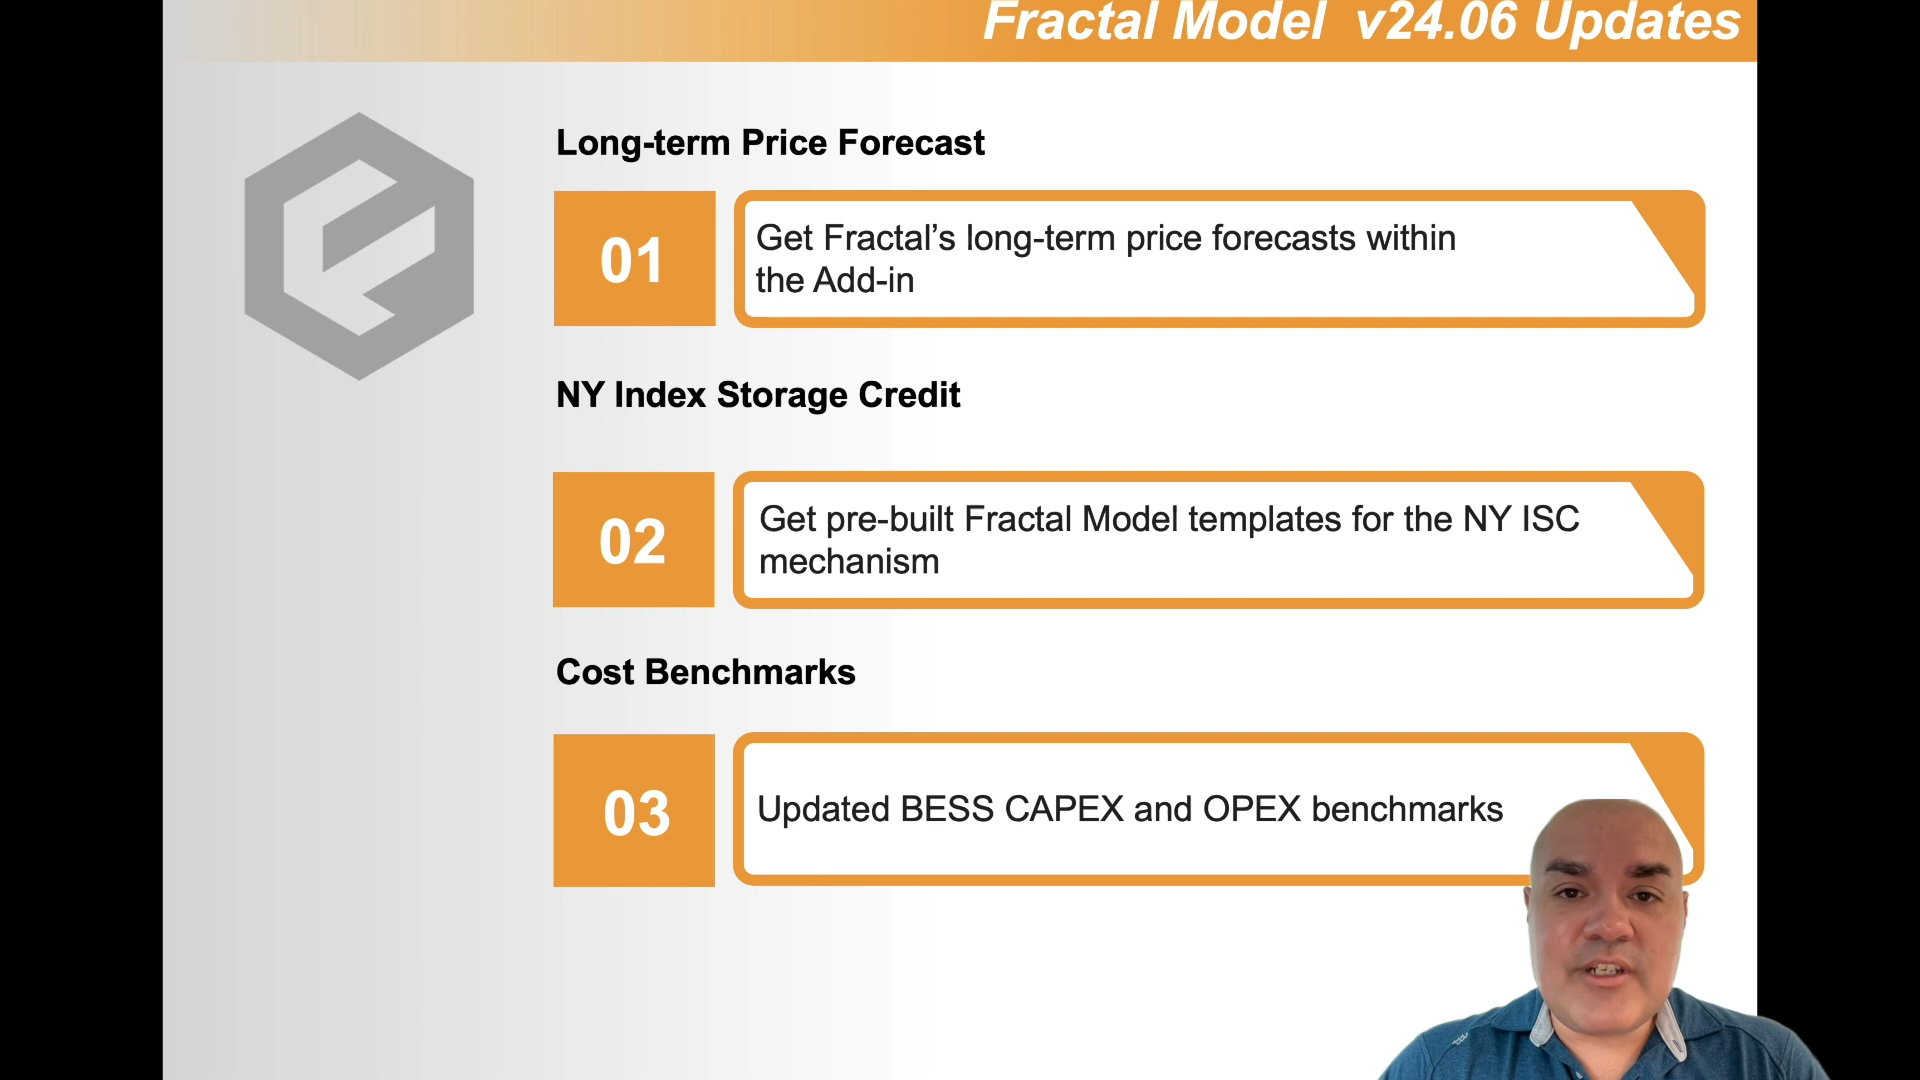 Fractal Model v24.06 Updates
Long-term Price Forecast
01
Get Fractal’s long-term price forecasts within
the Add-in
NY Index Storage Credit
02
Get pre-built Fractal Model templates for the NY ISC
mechanism
Cost Benchmarks
03
Updated BESS CAPEX and OPEX benchmarks